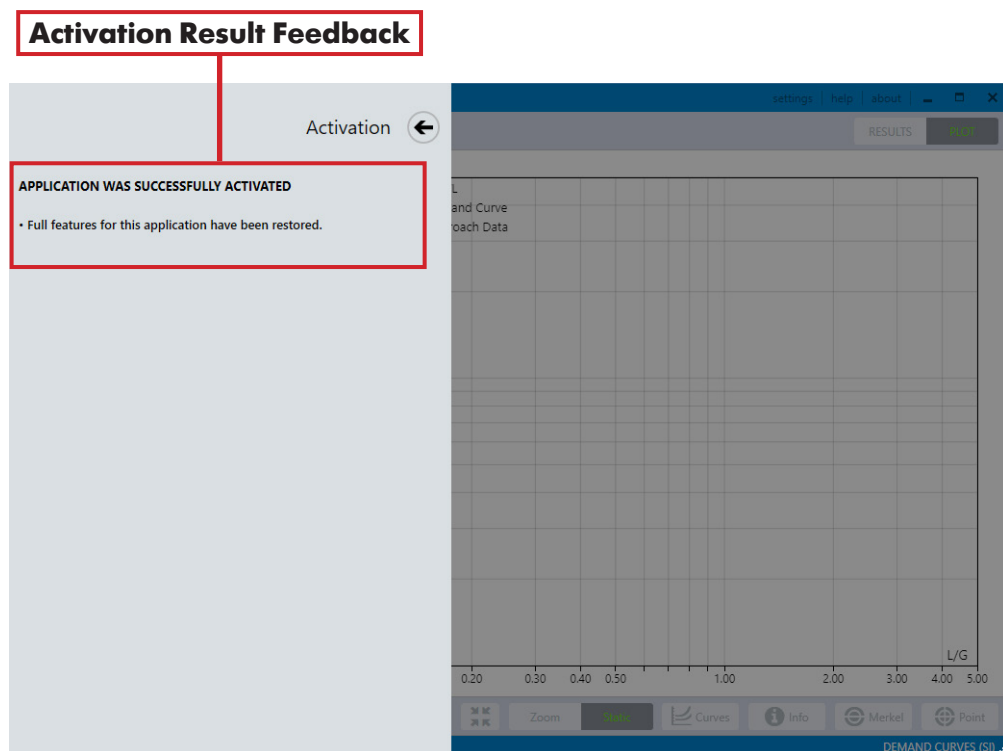 Activation Result Feedback
settings | help | about
Activation
RESULTS PLOT
APPLICATION WAS SUCCESSFULLY ACTIVATED
• Full features for this application have been restored.
L
and Curve
roach Data
L/G
0.20 0.30 0.40 0.50 1.00 2.00 3.00 4.00 5.00
Zoom Static Curves Info Merkel Point
DEMAND CURVES (SI)